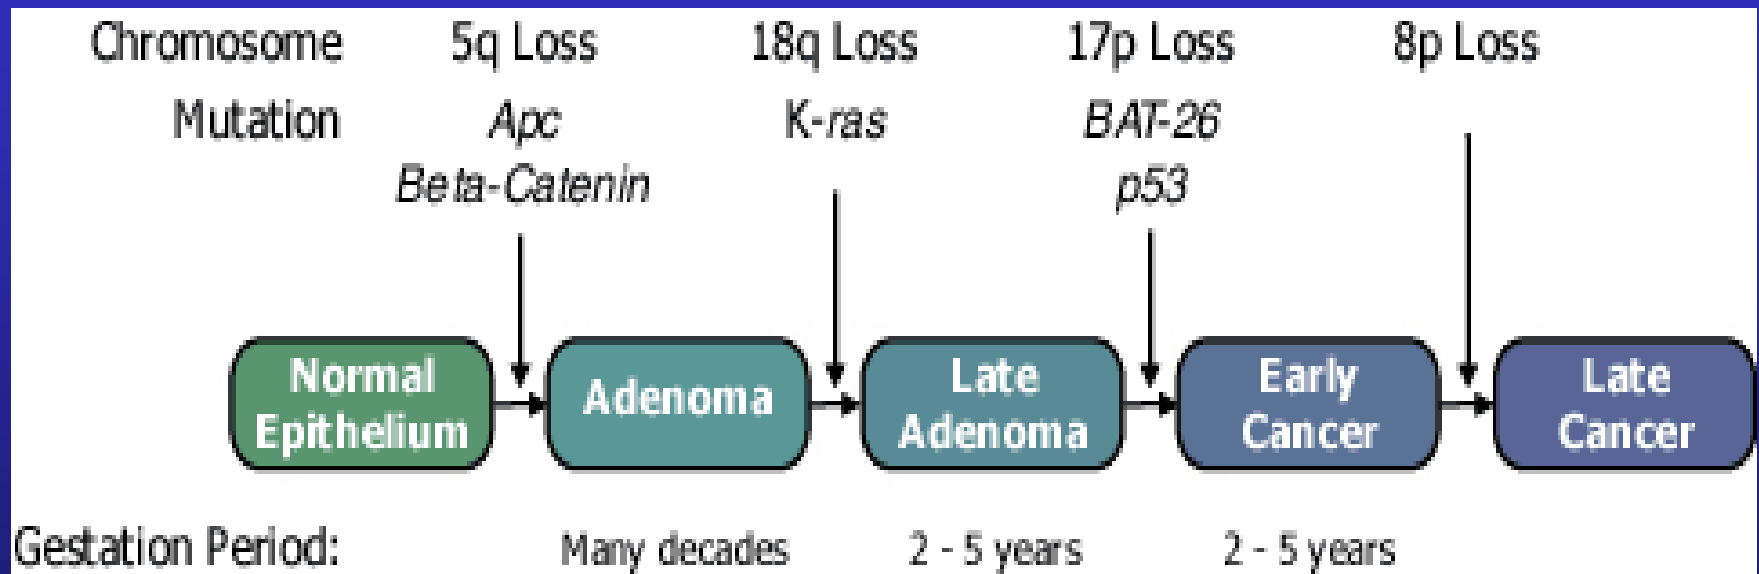 Chromosome 5q Loss 18q Loss 17p Loss 8p Loss
Mutation Apc K-ras BAT-26
Beta-Catenin p53
Normal Epithelium
Adenoma
Late Adenoma
Early Cancer
Late Cancer
Gestation Period: Many decades 2 - 5 years 2 - 5 years